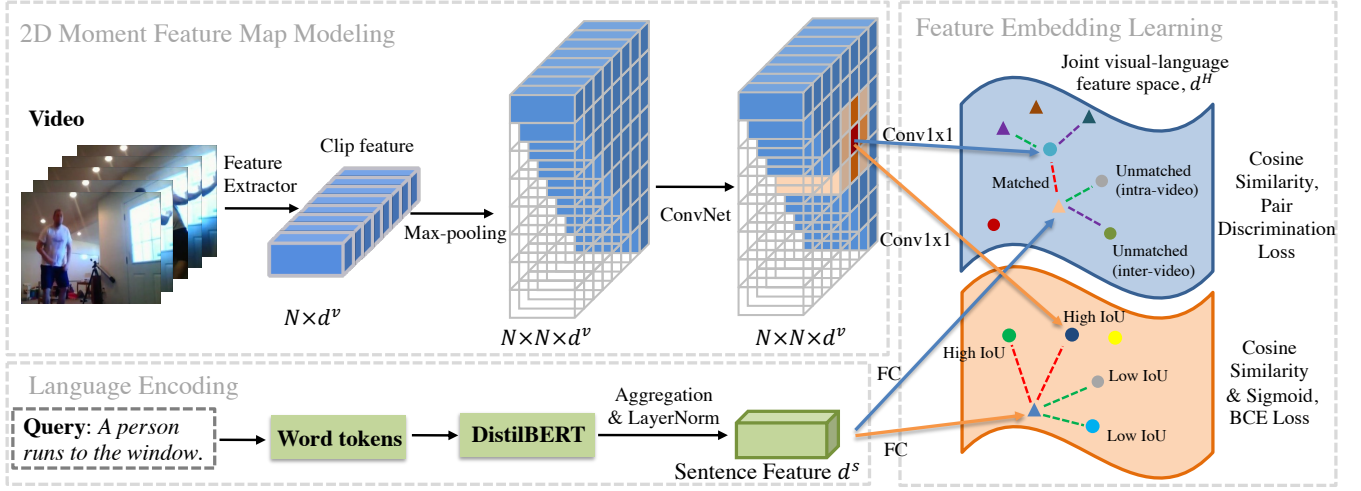 2D Moment Feature Map Modeling
Video
Feature
Extractor
Clip feature
N×d^v
Max-pooling
N×N×d^v
ConvNet
N×N×d^v
Conv1x1
Conv1x1
Language Encoding
Query: A person
runs to the window.
Word tokens
DistilBERT
Aggregation
& LayerNorm
Sentence Feature d^s
FC
FC
Feature Embedding Learning
Joint visual-language
feature space, d^H
Matched
Unmatched
(intra-video)
Unmatched
(inter-video)
Cosine
Similarity,
Pair
Discrimination
Loss
High IoU
High IoU
Low IoU
Low IoU
Cosine
Similarity
& Sigmoid,
BCE Loss